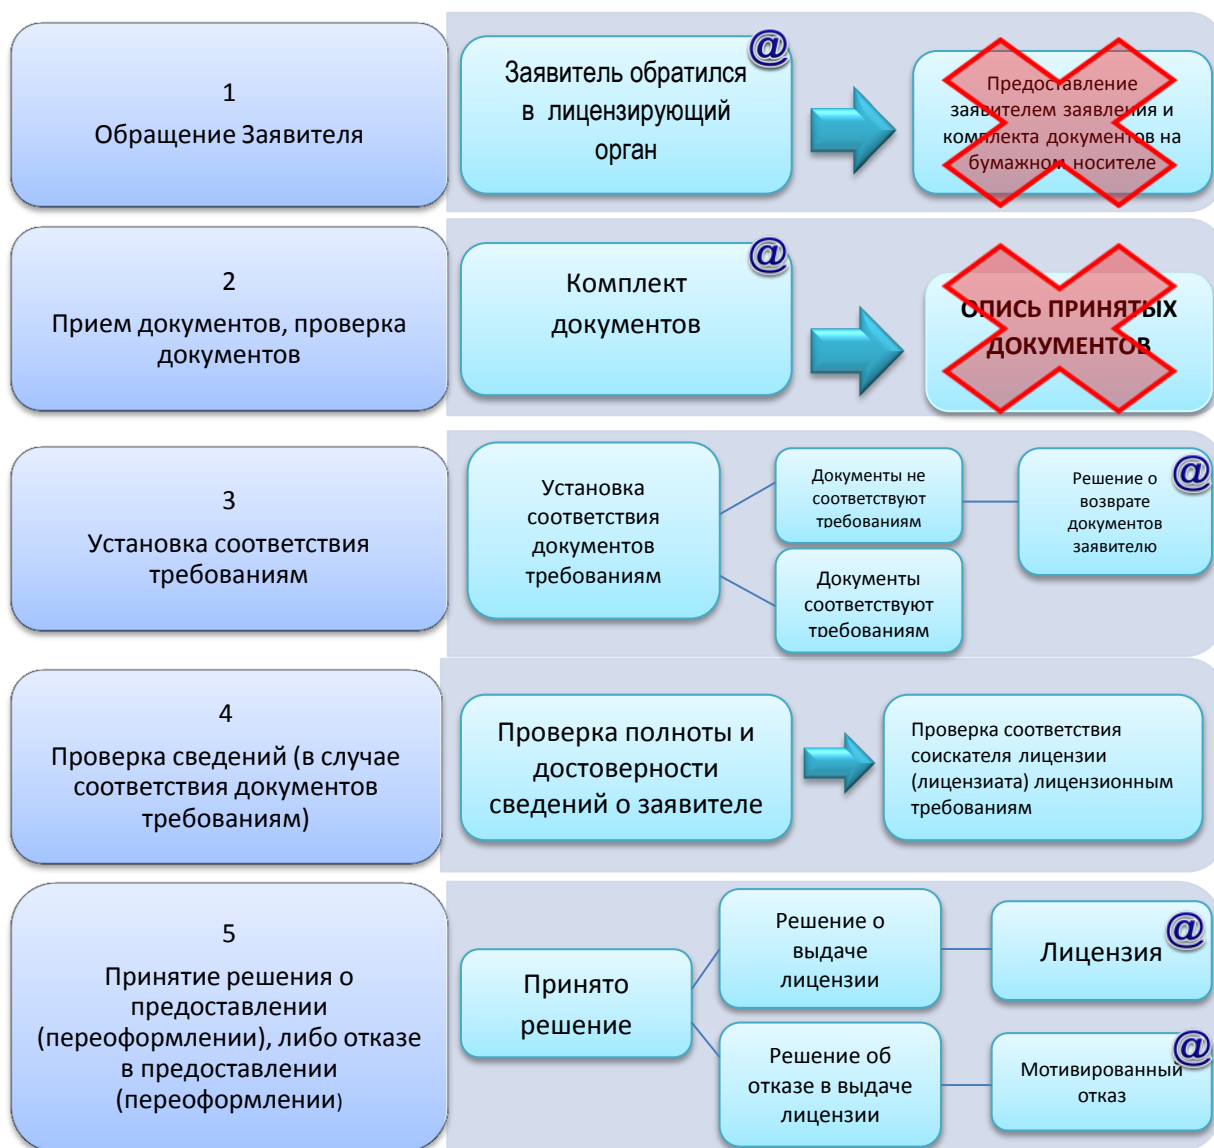 1
Обращение Заявителя
@
Заявитель обратился
в лицензирующий
орган
Предоставление
заявителем заявления и
комплекта документов на
бумажном носителе
2
Прием документов, проверка
документов
@
Комплект
документов
ОПИСЬ ПРИНЯТЫХ
ДОКУМЕНТОВ
3
Установка соответствия
требованиям
Установка
соответствия
документов
требованиям
Документы не
соответствуют
требованиям
@
Решение о
возврате
документов
заявителю
Документы
соответствуют
требованиям
4
Проверка сведений (в случае
соответствия документов
требованиям)
Проверка полноты и
достоверности
сведений о заявителе
Проверка соответствия
соискателя лицензии
(лицензиата) лицензионным
требованиям
5
Принятие решения о
предоставлении
(переоформлении), либо отказе
в предоставлении
(переоформлении)
Принято
решение
Решение о
выдаче
лицензии
@
Лицензия
Решение об
отказе в выдаче
лицензии
@
Мотивированный
отказ